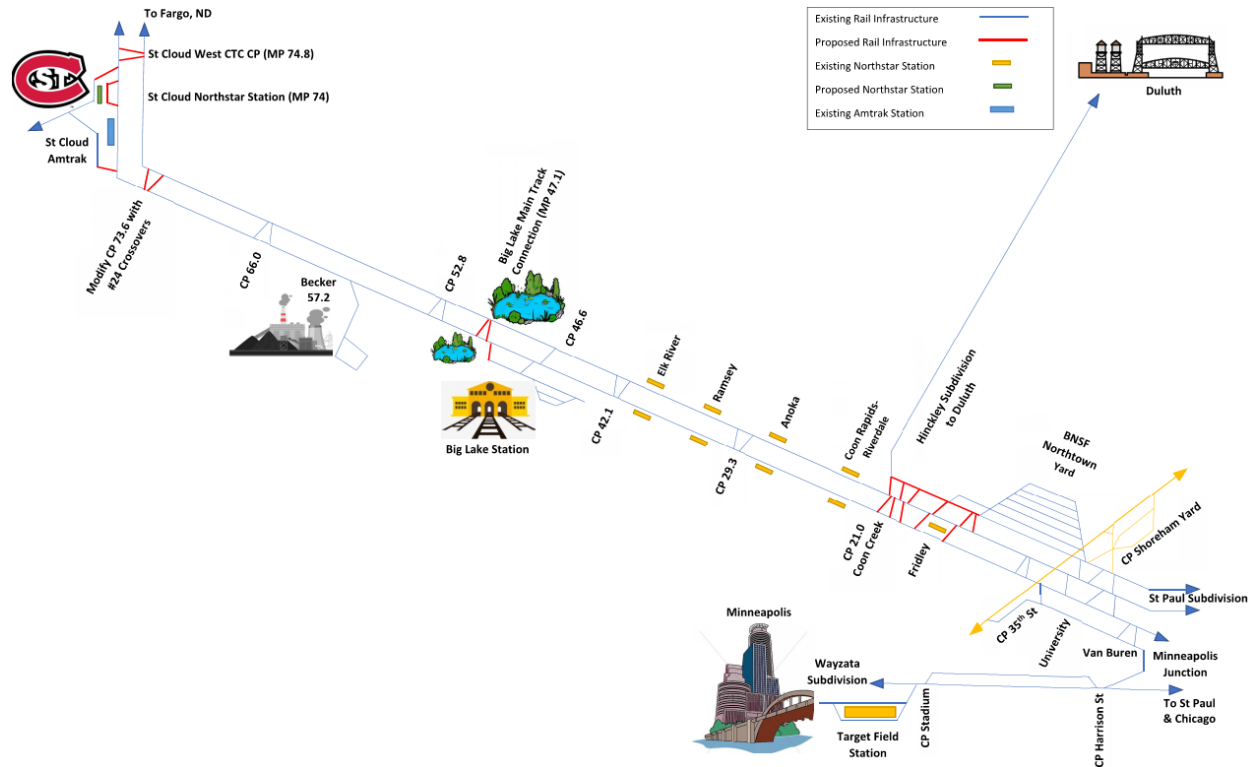 To Fargo, ND
St Cloud West CTC CP (MP 74.8)
ST
C
St Cloud Northstar Station (MP 74)
St Cloud
Amtrak
Existing Rail Infrastructure
Proposed Rail Infrastructure
Existing Northstar Station
Proposed Northstar Station
Existing Amtrak Station
Duluth
Modify CP 73.6 with
#24 Crossovers
CP 66.0
Becker
57.2
CP 52.8
Big Lake Main Track
Connection (MP 47.1)
CP 46.6
Big Lake Station
CP 42.1
Elk River
Ramsey
CP 29.3
Anoka
Coon Rapids-
Riverdale
CP 21.0
Coon Creek
Fridley
Hinckley Subdivision
to Duluth
BNSF
Northtown
Yard
CP Shoreham Yard
St Paul Subdivision
CP 35th St
University
Van Buren
Minneapolis
Junction
Minneapolis
Wayzata
Subdivision
Target Field
Station
CP Stadium
CP Harrison St
To St Paul
& Chicago